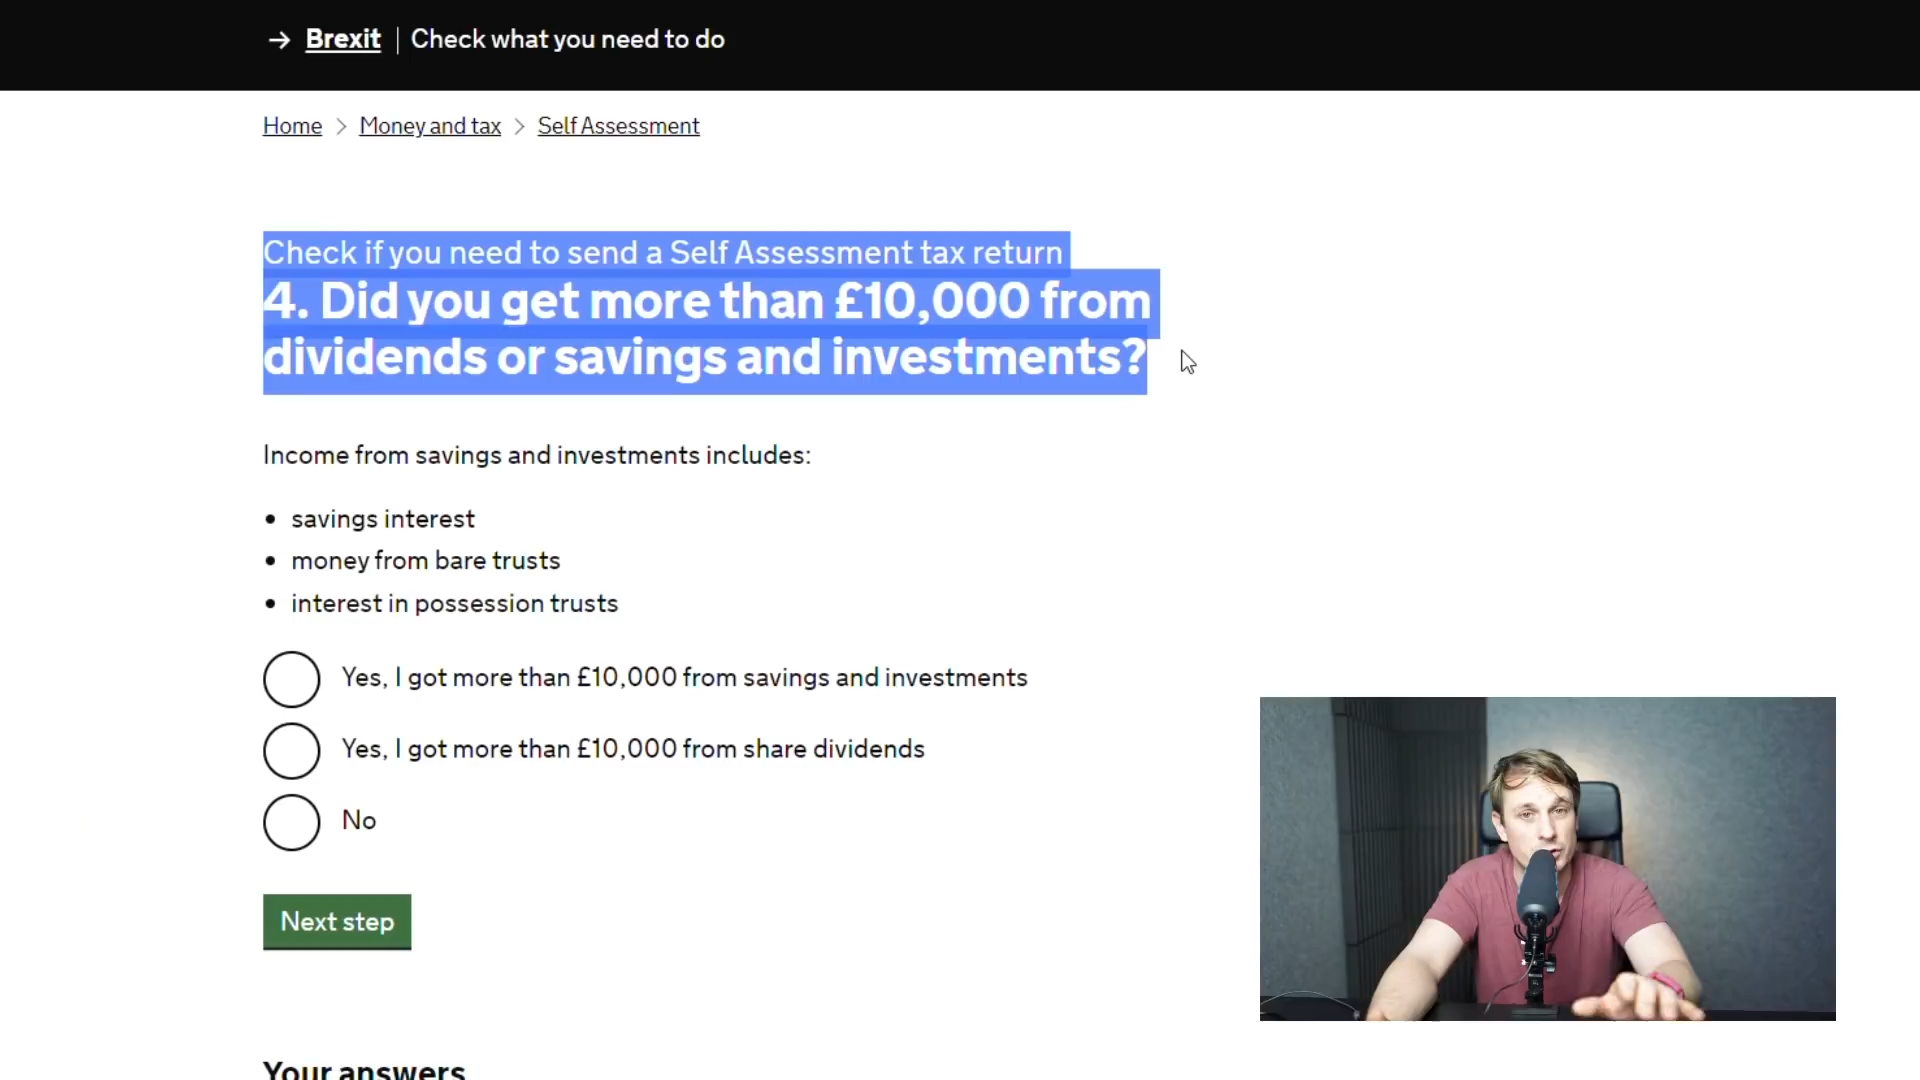 → Brexit | Check what you need to do
Home > Money and tax > Self Assessment
Check if you need to send a Self Assessment tax return
4. Did you get more than £10,000 from
dividends or savings and investments?
Income from savings and investments includes:
• savings interest
• money from bare trusts
• interest in possession trusts
Yes, I got more than £10,000 from savings and investments
Yes, I got more than £10,000 from share dividends
No
Next step
Your answers